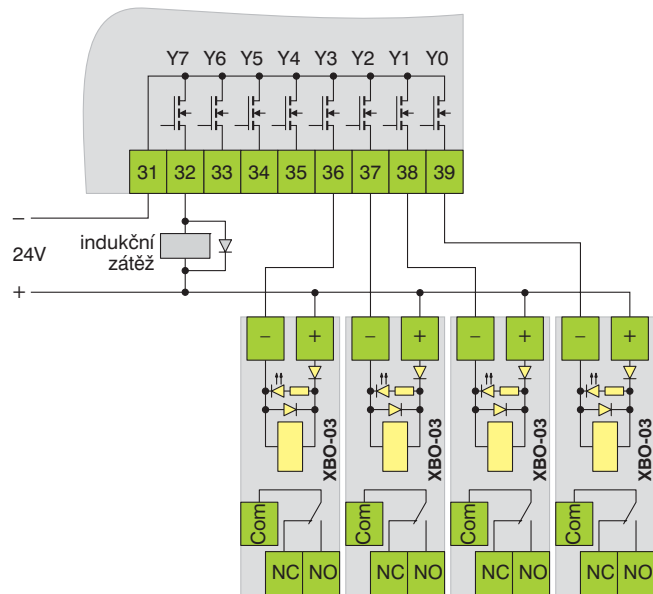 Y7 Y6 Y5 Y4 Y3 Y2 Y1 Y0
31 32 33 34 35 36 37 38 39
–
24V
indukční
zátěž
+
– + – + – + – +
XBO-03 XBO-03 XBO-03 XBO-03
Com Com Com Com
NC NO NC NO NC NO NC NO